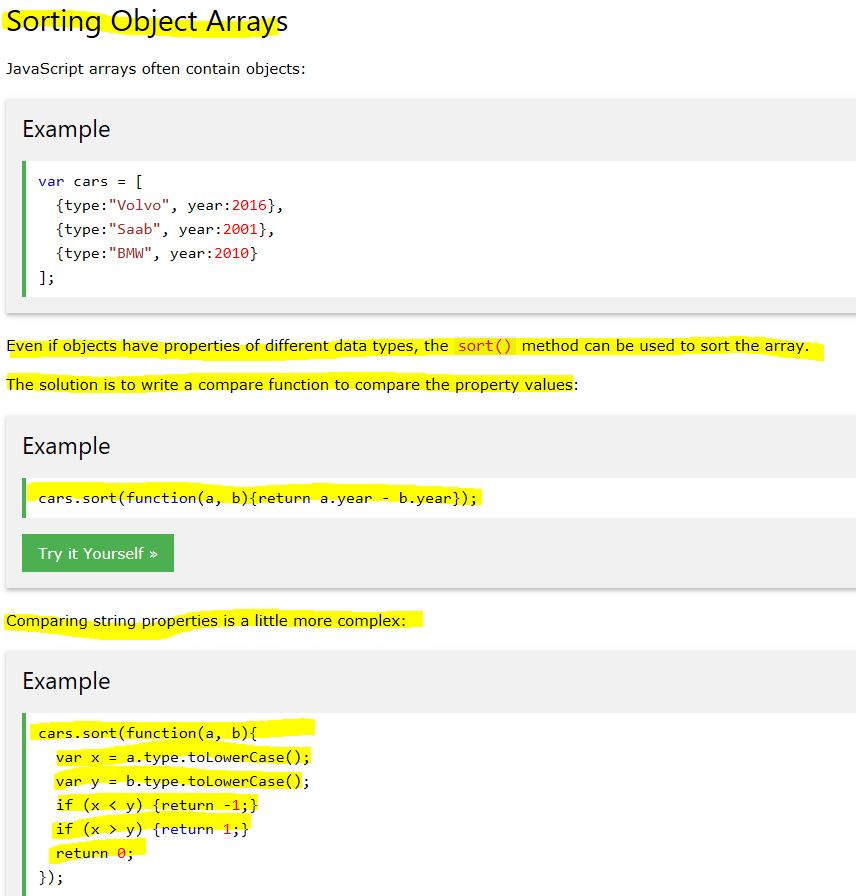 Sorting Object Arrays
JavaScript arrays often contain objects:
Example
var cars = [
  {type:"Volvo", year:2016},
  {type:"Saab", year:2001},
  {type:"BMW", year:2010}
];
Even if objects have properties of different data types, the sort() method can be used to sort the array.
The solution is to write a compare function to compare the property values:
Example
cars.sort(function(a, b){return a.year - b.year});
Try it Yourself »
Comparing string properties is a little more complex:
Example
cars.sort(function(a, b){
  var x = a.type.toLowerCase();
  var y = b.type.toLowerCase();
  if (x < y) {return -1;}
  if (x > y) {return 1;}
  return 0;
});